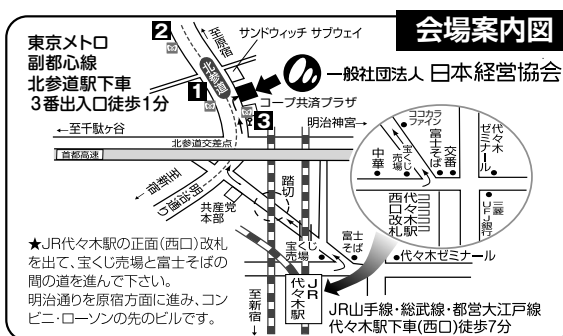 会場案内図
東京メトロ
副都心線
北参道駅下車
3番出入口徒歩1分
2
至原宿
サンドウィッチ サブウェイ
北参道
一般社団法人 日本経営協会
1
コープ共済プラザ
3
←至千駄ヶ谷
明治神宮→
北参道交差点
首都高速
至新宿
明治通り
共産党
本部
踏切
ココカラ
ファイン
代々木
ゼミナール
中華
宝くじ
売場
富士そば
交番
代々木駅
西口改札
三菱
UFJ銀行
★JR代々木駅の正面(西口)改札
を出て、宝くじ売場と富士そばの
間の道を進んで下さい。
明治通りを原宿方面に進み、コン
ビニ・ローソンの先のビルです。
宝くじ
売場
富士
そば
代々木ゼミナール
至新宿
JR
代々木駅
JR山手線・総武線・都営大江戸線
代々木駅下車(西口)徒歩7分